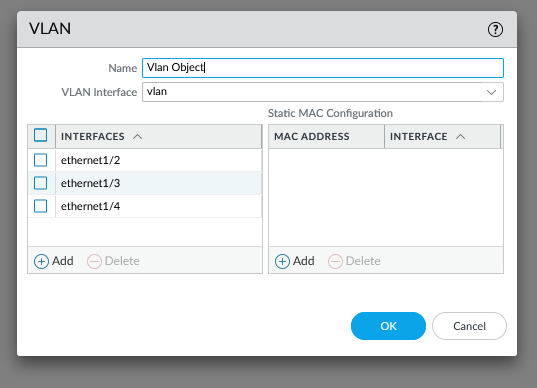 VLAN
Name Vlan Object
VLAN Interface vlan
Static MAC Configuration
INTERFACES
ethernet1/2
ethernet1/3
ethernet1/4
Add Delete
MAC ADDRESS INTERFACE
Add Delete
OK Cancel